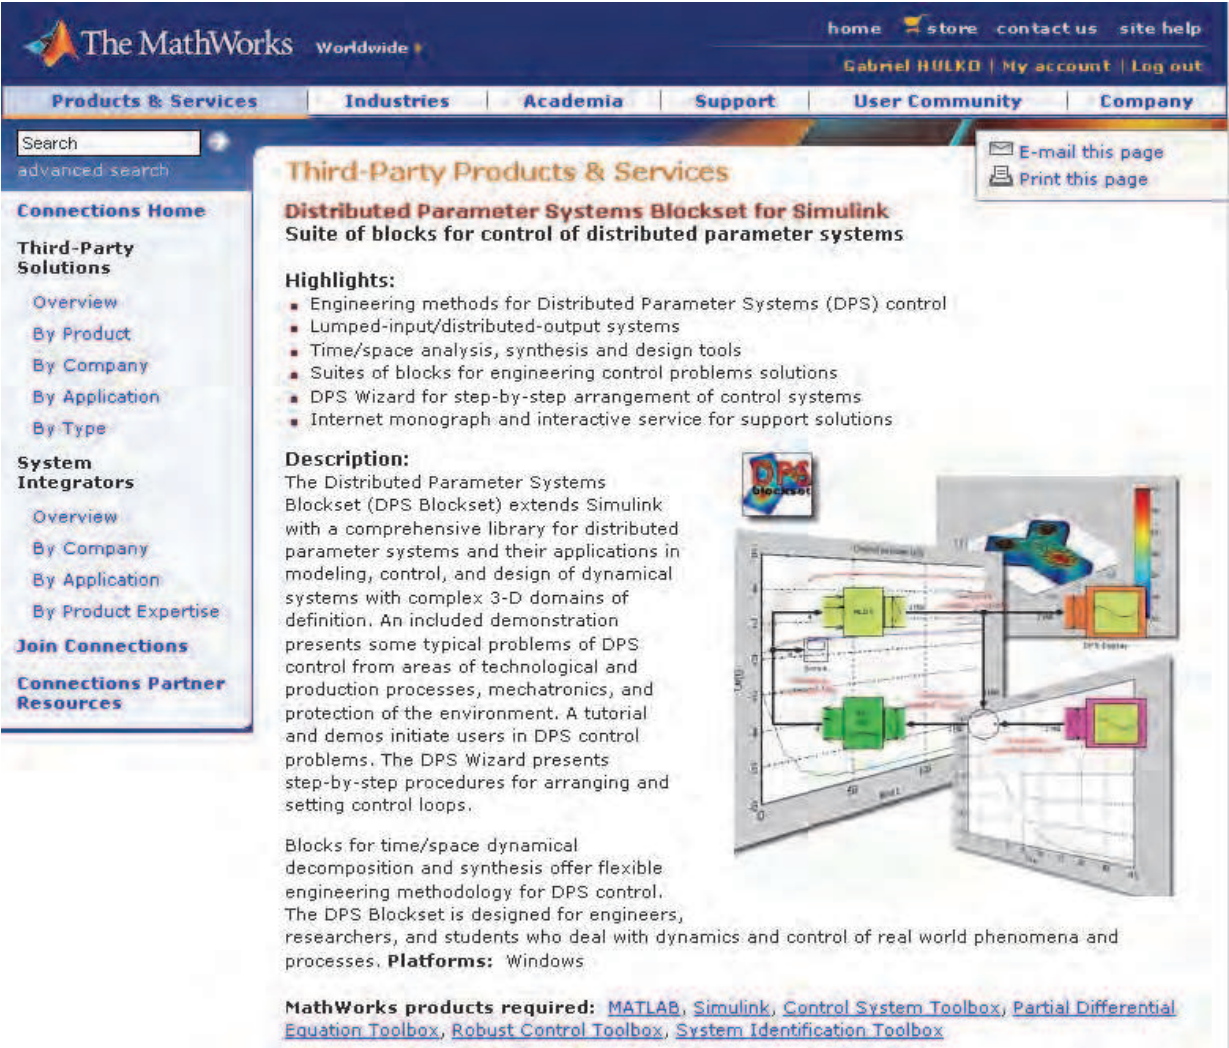 The MathWorks Worldwide
home store contact us site help
Gabriel HULKO | My account | Log out
Products & Services Industries Academia Support User Community Company
Search
advanced search
E-mail this page
Print this page
Connections Home
Third-Party
Solutions
Overview
By Product
By Company
By Application
By Type
System
Integrators
Overview
By Company
By Application
By Product Expertise
Join Connections
Connections Partner
Resources
Third-Party Products & Services
Distributed Parameter Systems Blockset for Simulink
Suite of blocks for control of distributed parameter systems
Highlights:
Engineering methods for Distributed Parameter Systems (DPS) control
Lumped-input/distributed-output systems
Time/space analysis, synthesis and design tools
Suites of blocks for engineering control problems solutions
DPS Wizard for step-by-step arrangement of control systems
Internet monograph and interactive service for support solutions
Description:
The Distributed Parameter Systems
Blockset (DPS Blockset) extends Simulink
with a comprehensive library for distributed
parameter systems and their applications in
modeling, control, and design of dynamical
systems with complex 3-D domains of
definition. An included demonstration
presents some typical problems of DPS
control from areas of technological and
production processes, mechatronics, and
protection of the environment. A tutorial
and demos initiate users in DPS control
problems. The DPS Wizard presents
step-by-step procedures for arranging and
setting control loops.
DPS
blockset
DPS Display
Blocks for time/space dynamical
decomposition and synthesis offer flexible
engineering methodology for DPS control.
The DPS Blockset is designed for engineers,
researchers, and students who deal with dynamics and control of real world phenomena and
processes. Platforms: Windows
MathWorks products required: MATLAB, Simulink, Control System Toolbox, Partial Differential
Equation Toolbox, Robust Control Toolbox, System Identification Toolbox